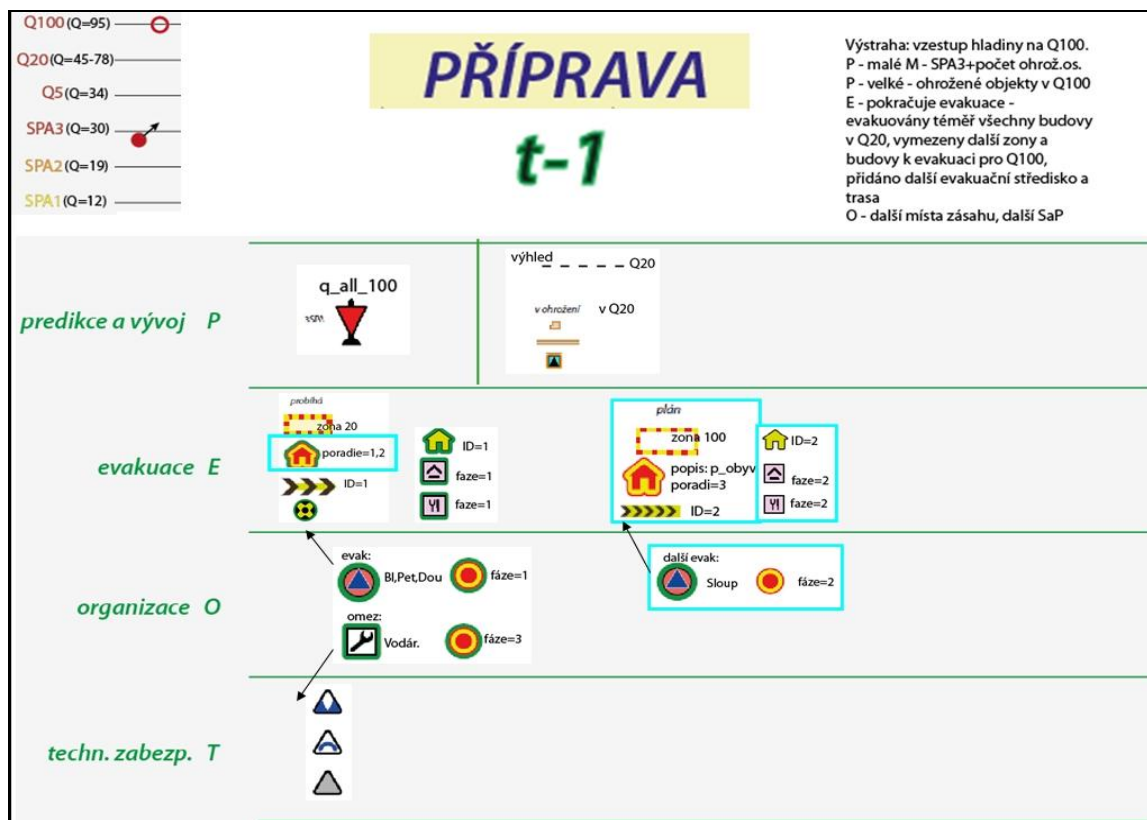 Q100 (Q=95)
Q20 (Q=45-78)
Q5 (Q=34)
SPA3 (Q=30)
SPA2 (Q=19)
SPA1 (Q=12)
PŘÍPRAVA
t-1
Výstraha: vzestup hladiny na Q100.
P - malé M - SPA3+počet ohrož.os.
P - velké - ohrožené objekty v Q100
E - pokračuje evakuace -
evakuovány téměř všechny budovy
v Q20, vymezeny další zony a
budovy k evakuaci pro Q100,
přidáno další evakuační středisko a
trasa
O - další místa zásahu, další SaP
predikce a vývoj P
q_all_100
výhled
Q20
v ohrožení v Q20
evakuace E
probíhá
zona 20
poradie=1,2
ID=1
ID=1
faze=1
faze=1
plán
zona 100
popis: p_obyv
poradi=3
ID=2
ID=2
faze=2
faze=2
organizace O
evak:
Bl,Pet,Dou
fáze=1
omez:
Vodár.
fáze=3
další evak:
Sloup
fáze=2
techn. zabezp. T